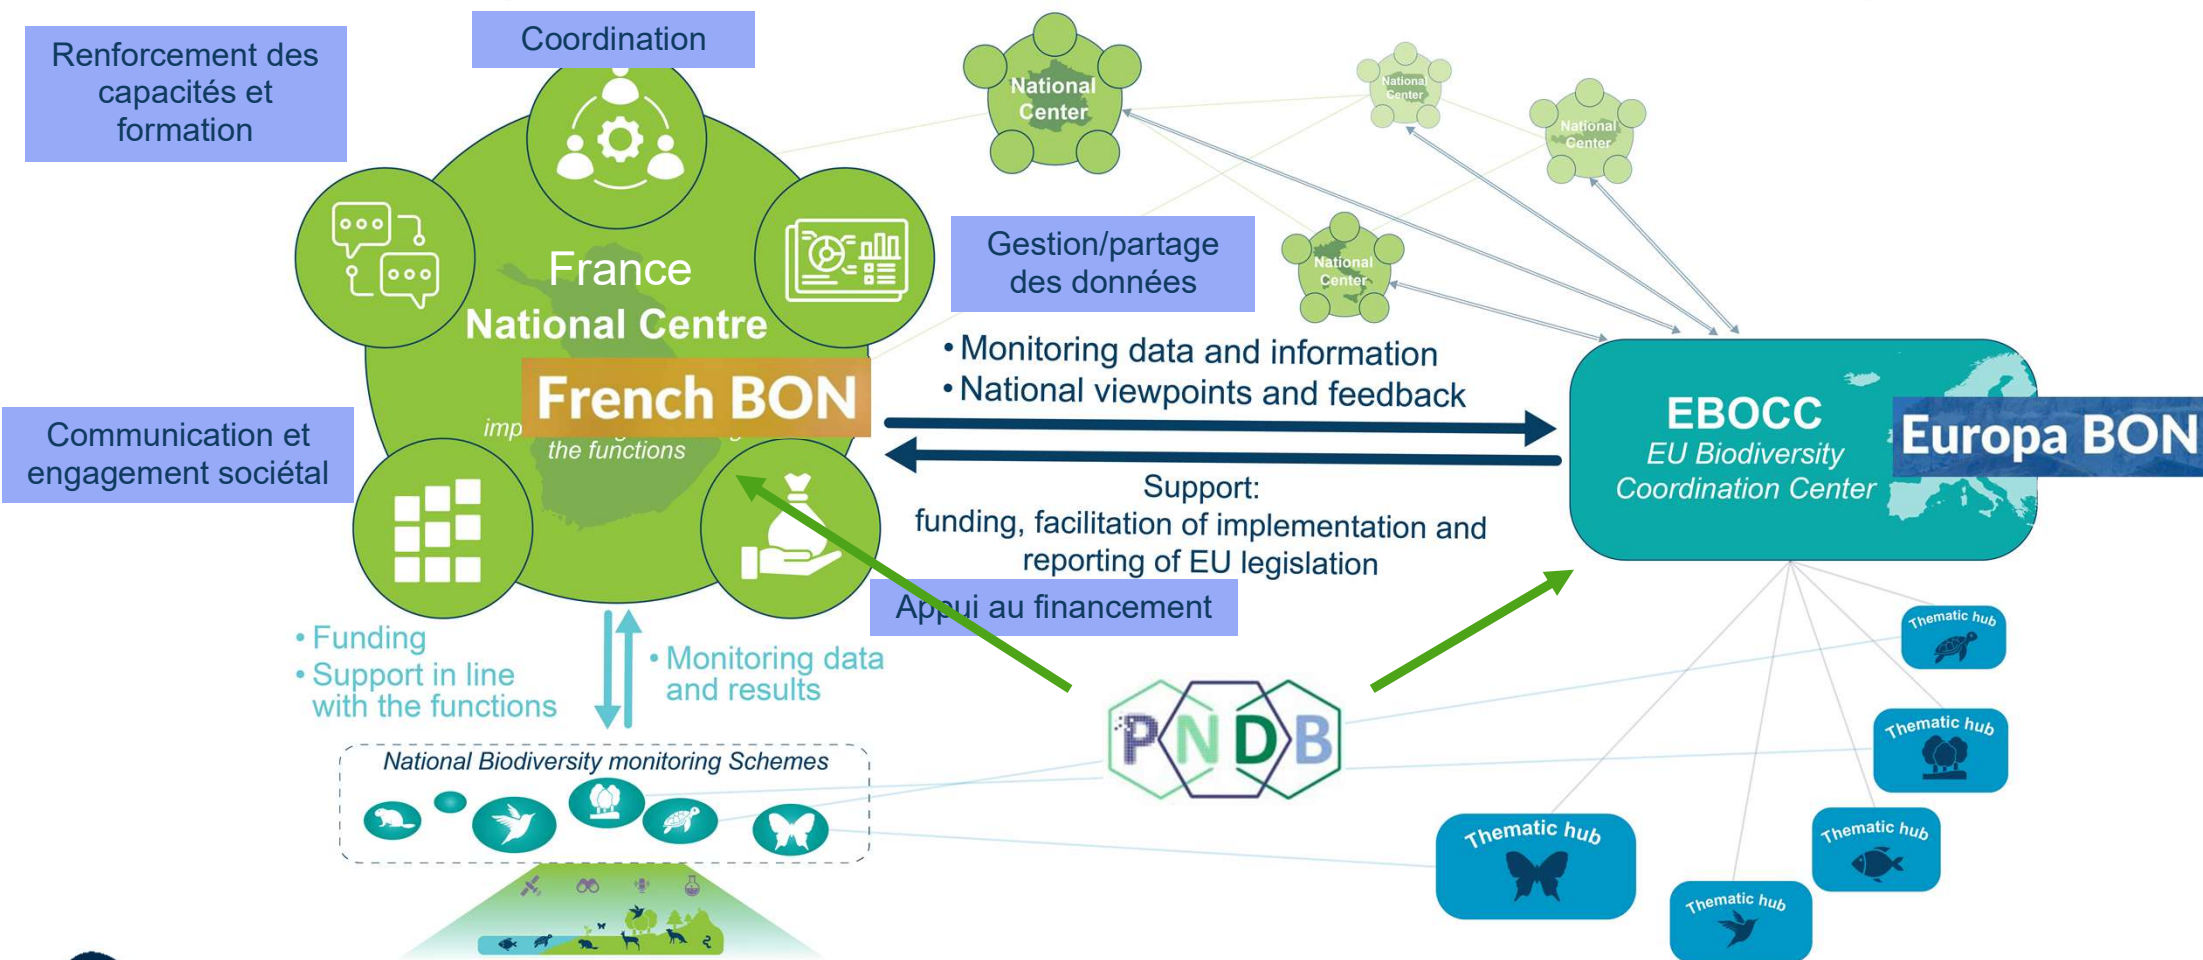 Renforcement des
capacités et
formation
Coordination
National
Center
National
Center
National
Center
National
Center
France
National Centre
French BON
imp
the functions
Gestion/partage
des données
• Monitoring data and information
• National viewpoints and feedback
Communication et
engagement sociétal
EBOCC
EU Biodiversity
Coordination Center
Europa BON
Support:
funding, facilitation of implementation and
reporting of EU legislation
Appui au financement
• Funding
• Support in line
with the functions
• Monitoring data
and results
PNDB
National Biodiversity monitoring Schemes
Thematic hub
Thematic hub
Thematic hub
Thematic hub
Thematic hub